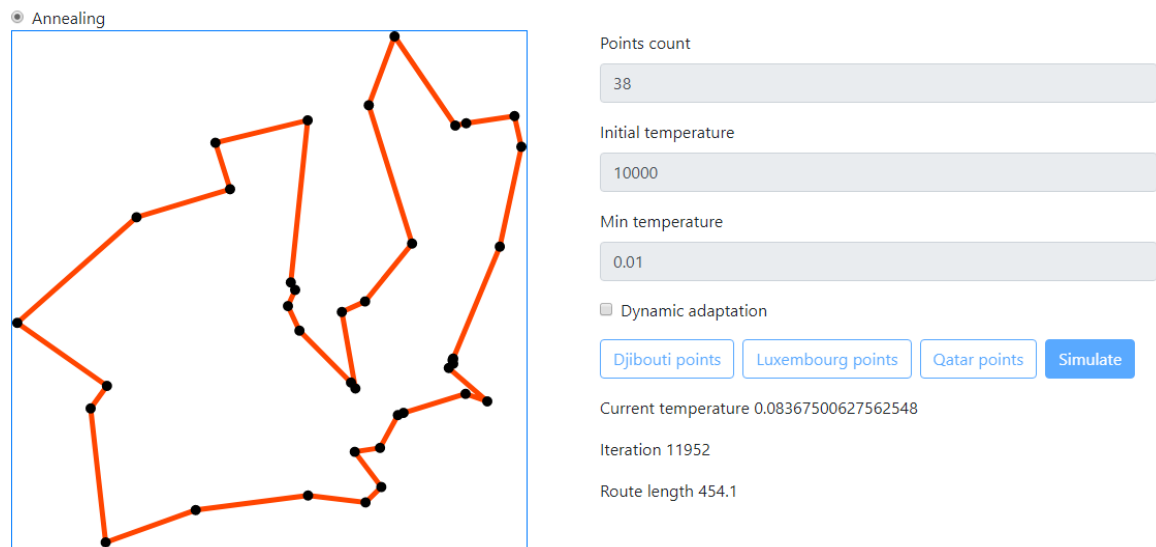 Annealing
Points count
38
Initial temperature
10000
Min temperature
0.01
Dynamic adaptation
Djibouti points Luxembourg points Qatar points Simulate
Current temperature 0.08367500627562548
Iteration 11952
Route length 454.1